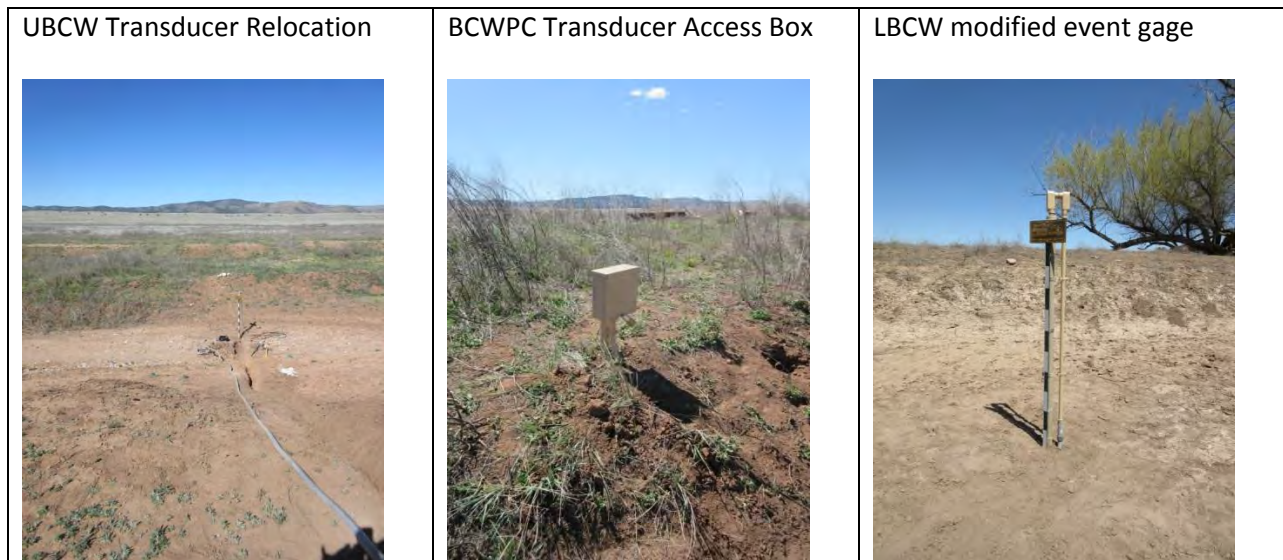 UBCW Transducer Relocation
BCWPC Transducer Access Box
LBCW modified event gage